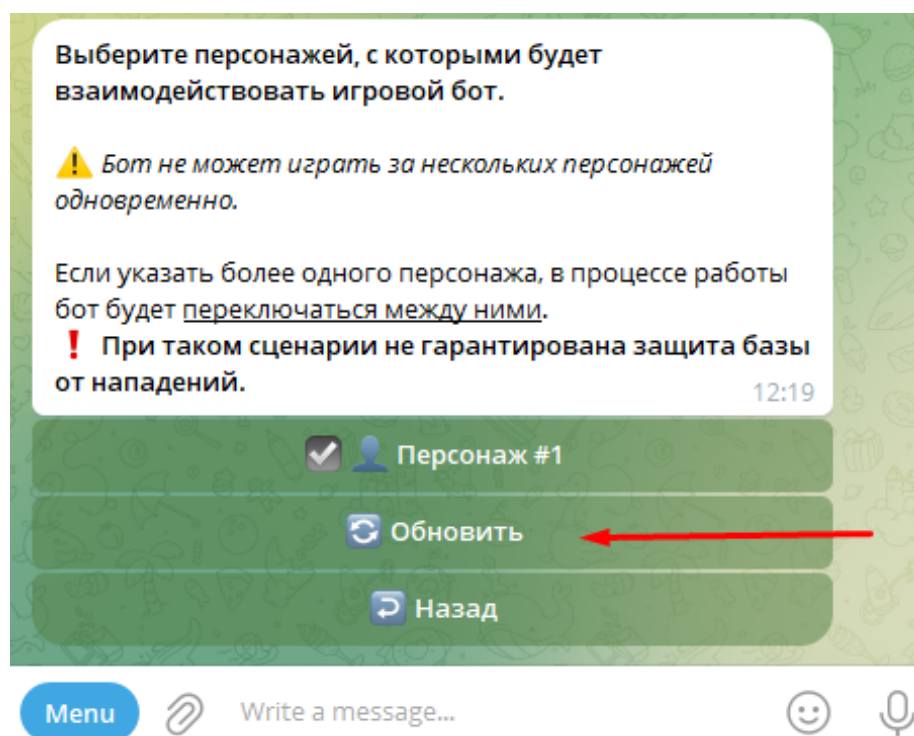 Выберите персонажей, с которыми будет
взаимодействовать игровой бот.
⚠️ Бот не может играть за нескольких персонажей
одновременно.
Если указать более одного персонажа, в процессе работы
бот будет переключаться между ними.
❗ При таком сценарии не гарантирована защита базы
от нападений.
12:19
Персонаж #1
Обновить
Назад
Menu
Write a message...